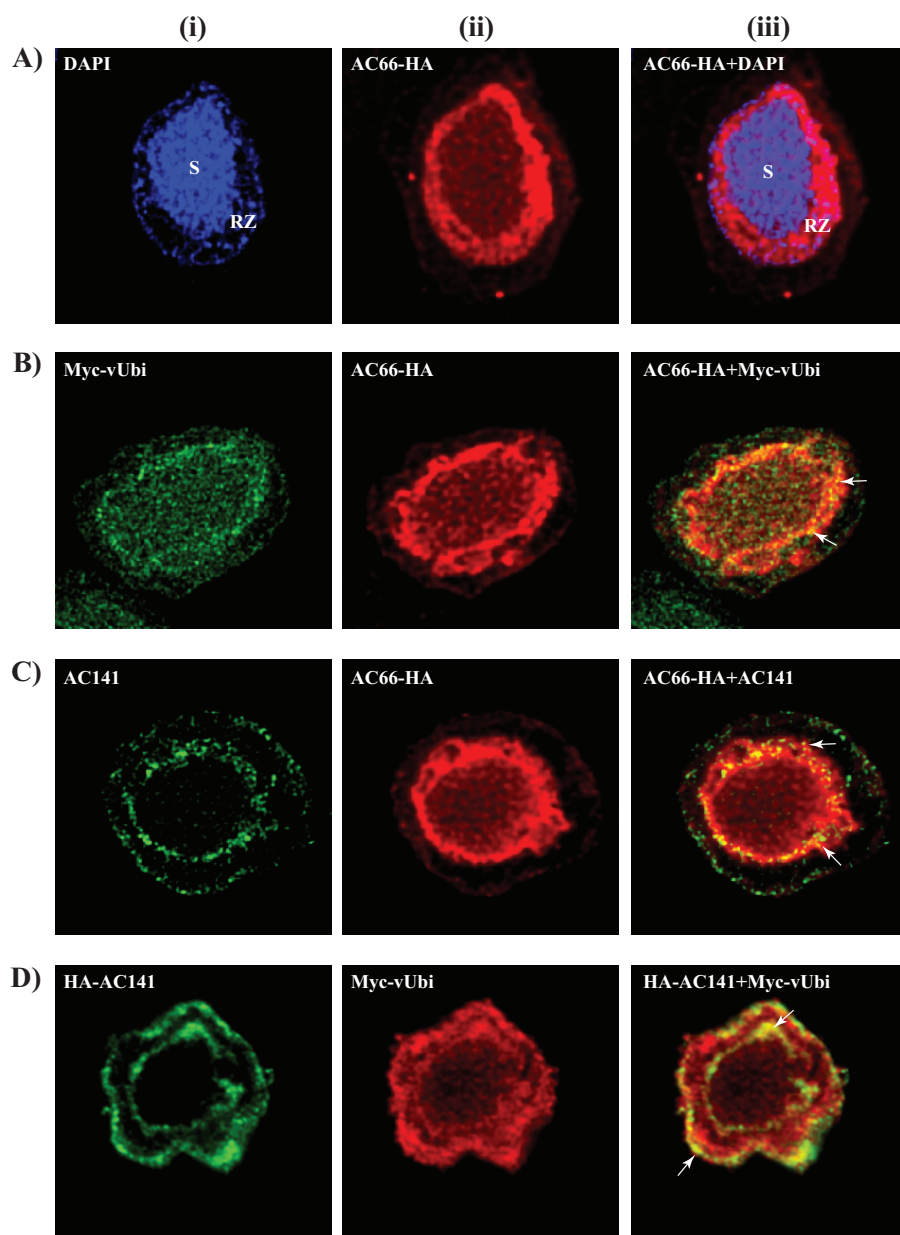 (i) (ii) (iii)
A) DAPI AC66-HA AC66-HA+DAPI
S S
RZ RZ
B) Myc-vUbi AC66-HA AC66-HA+Myc-vUbi
C) AC141 AC66-HA AC66-HA+AC141
D) HA-AC141 Myc-vUbi HA-AC141+Myc-vUbi